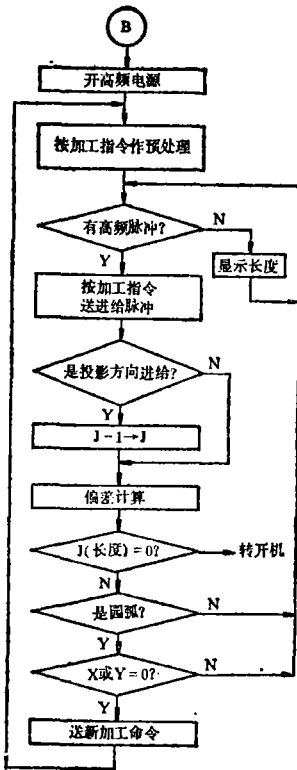 B
开高频电源
按加工指令作预处理
有高频脉冲?
N
Y
显示长度
按加工指令
送进给脉冲
是投影方向进给?
N
Y
J-1→J
偏差计算
J(长度)=0?
转开机
N
是园弧?
N
Y
X或Y=0?
N
Y
送新加工命令